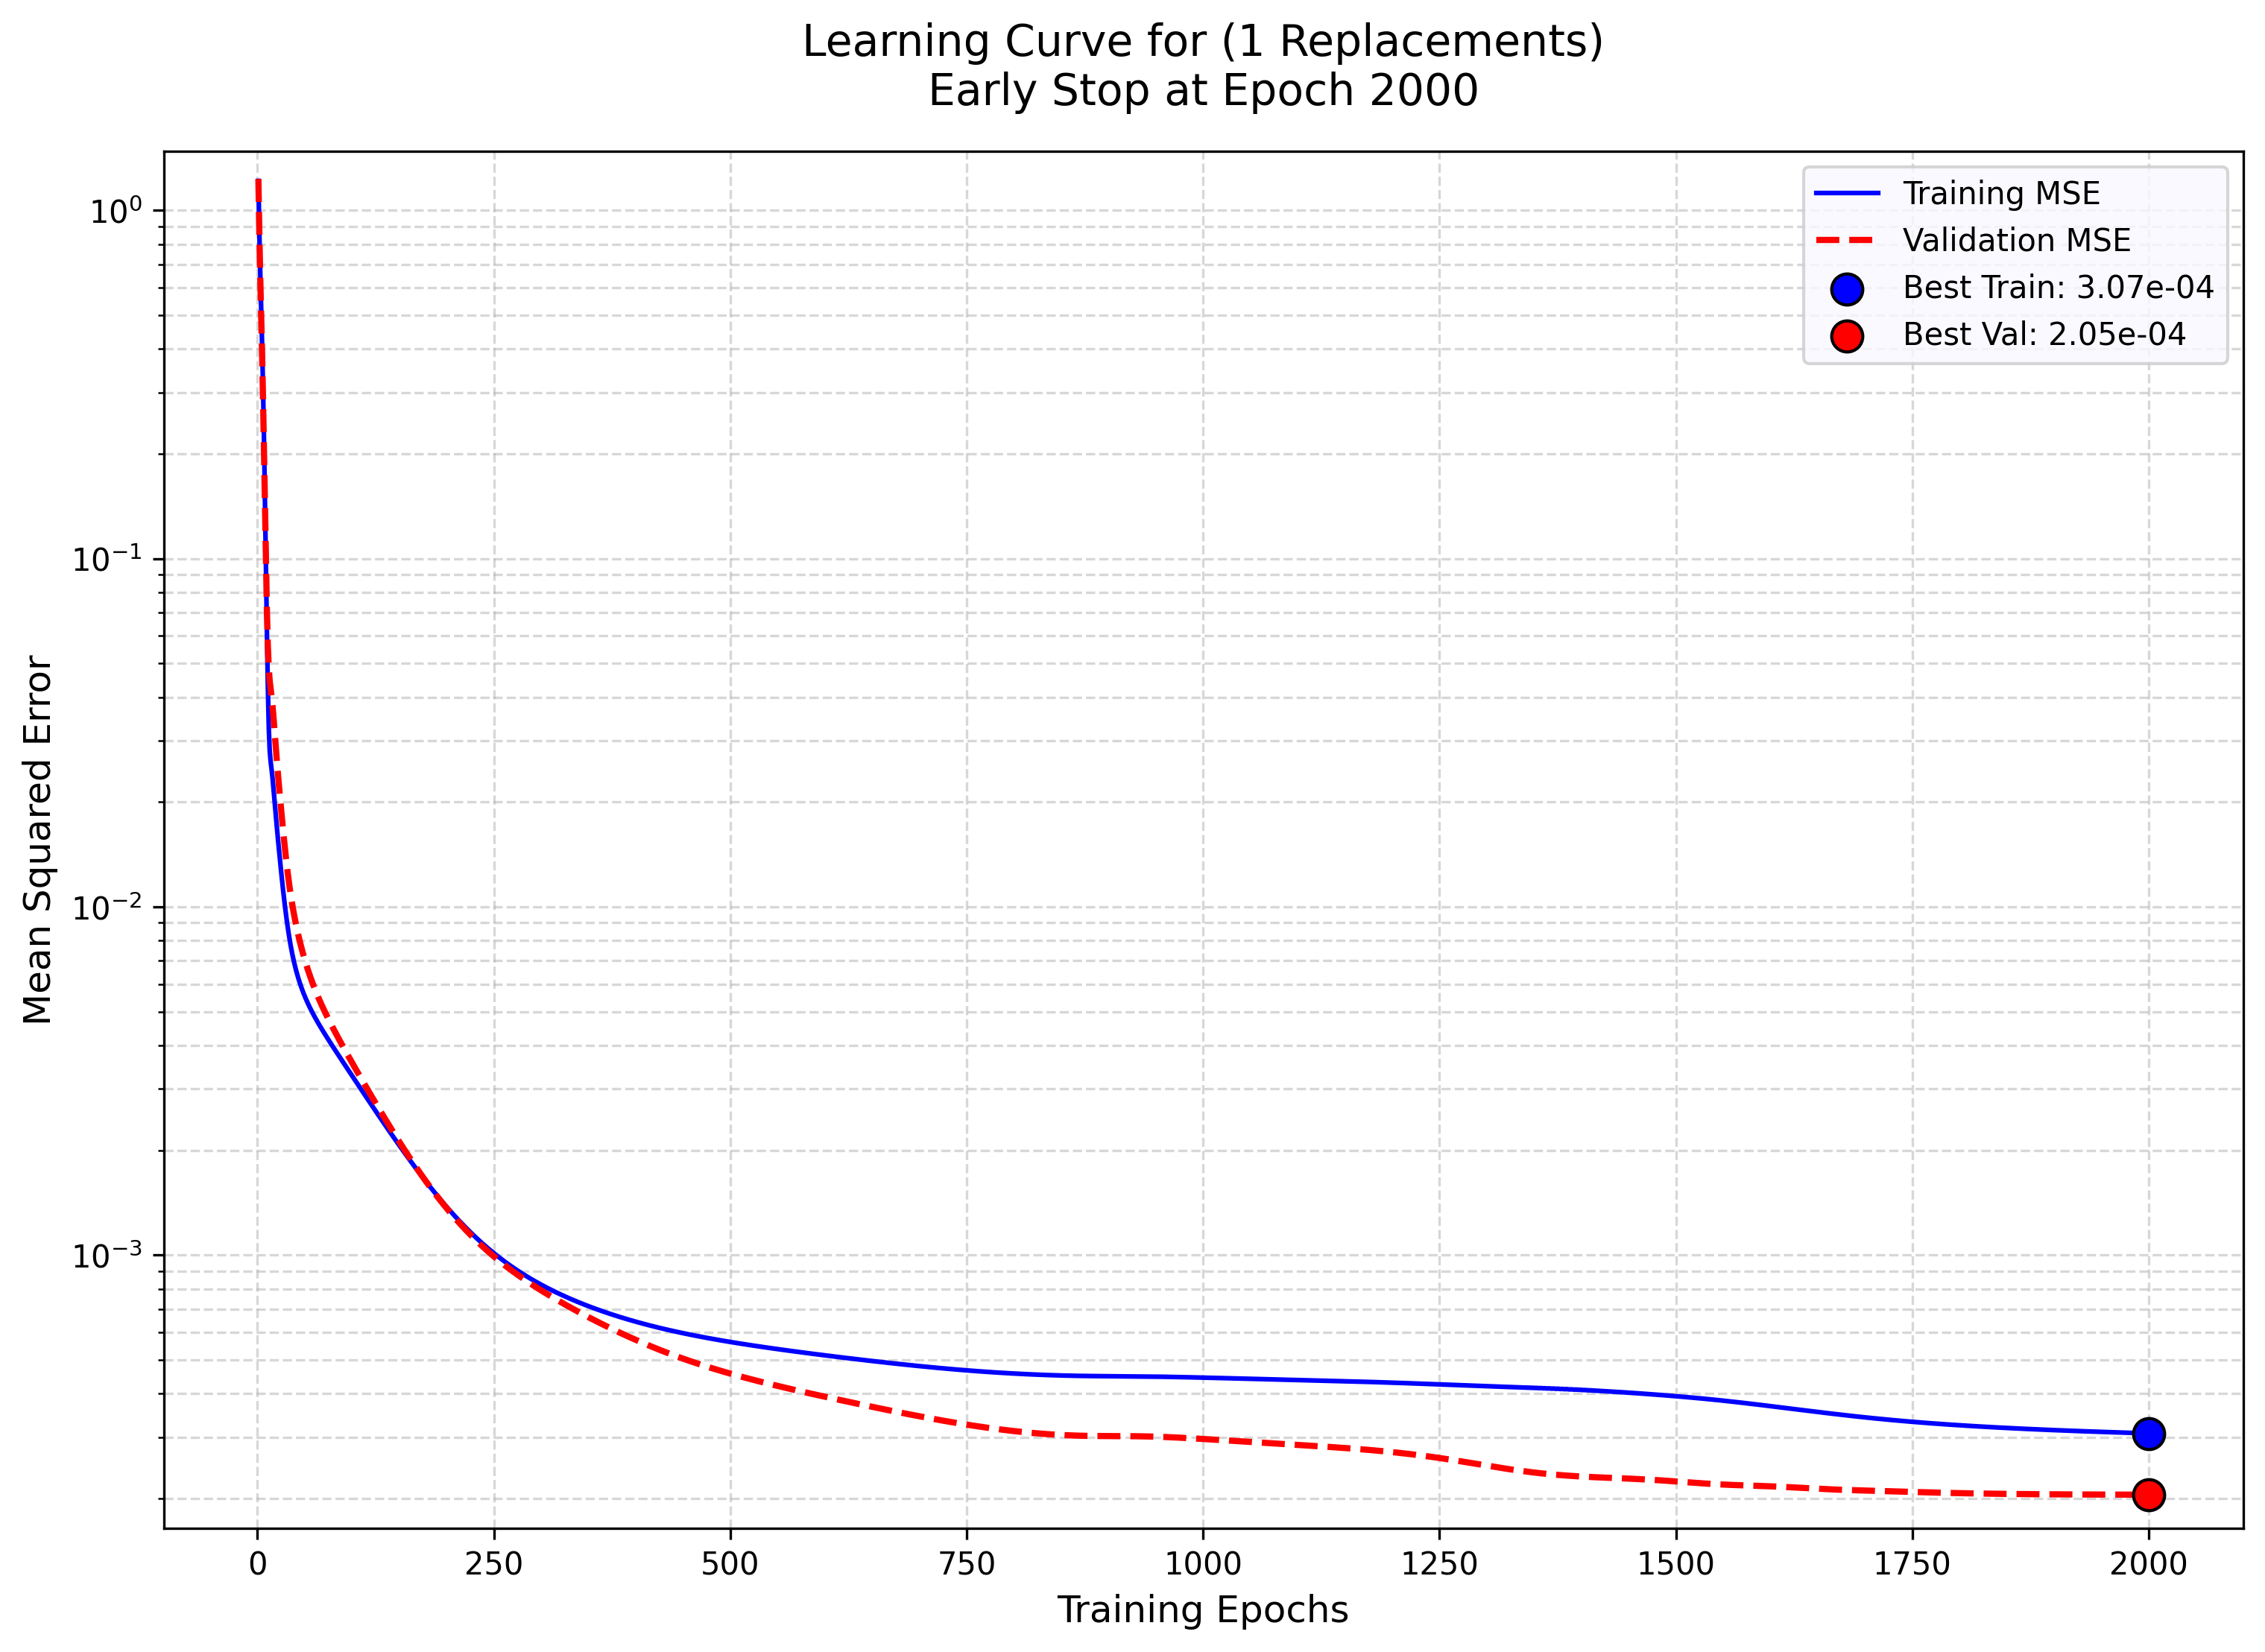 Learning Curve for (1 Replacements)
Early Stop at Epoch 2000
Training MSE
Validation MSE
Best Train: 3.07e-04
Best Val: 2.05e-04
Mean Squared Error
10⁰
10⁻¹
10⁻²
10⁻³
0 250 500 750 1000 1250 1500 1750 2000
Training Epochs